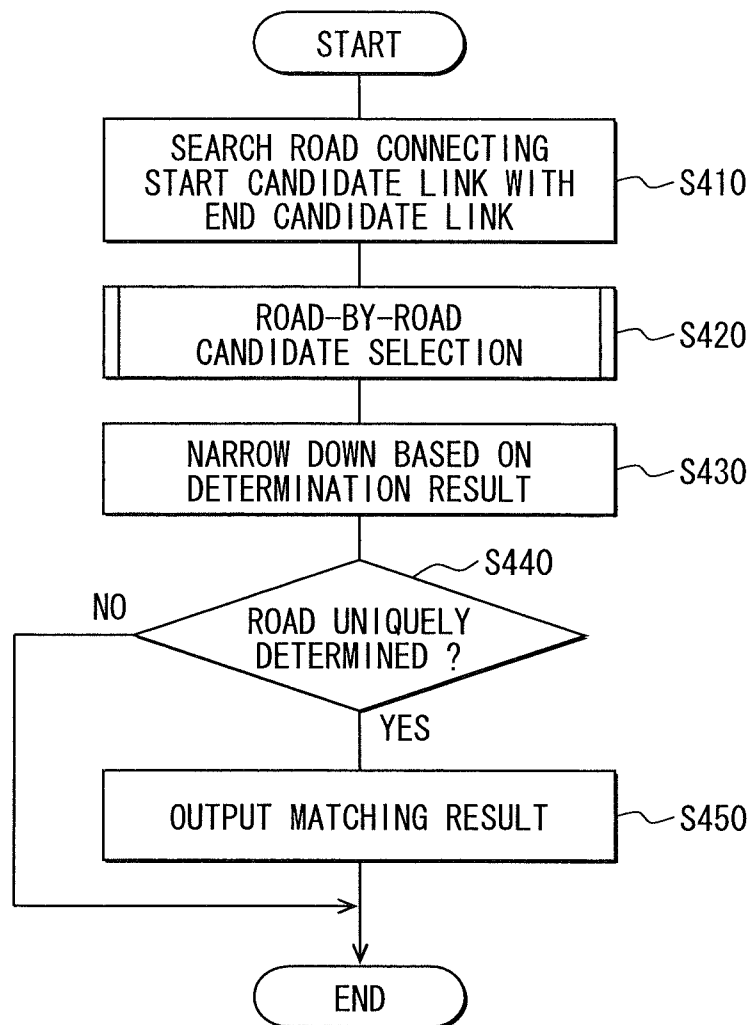 START
SEARCH ROAD CONNECTING
START CANDIDATE LINK WITH
END CANDIDATE LINK
S410
ROAD-BY-ROAD
CANDIDATE SELECTION
S420
NARROW DOWN BASED ON
DETERMINATION RESULT
S430
S440
NO
ROAD UNIQUELY
DETERMINED ?
YES
OUTPUT MATCHING RESULT
S450
END